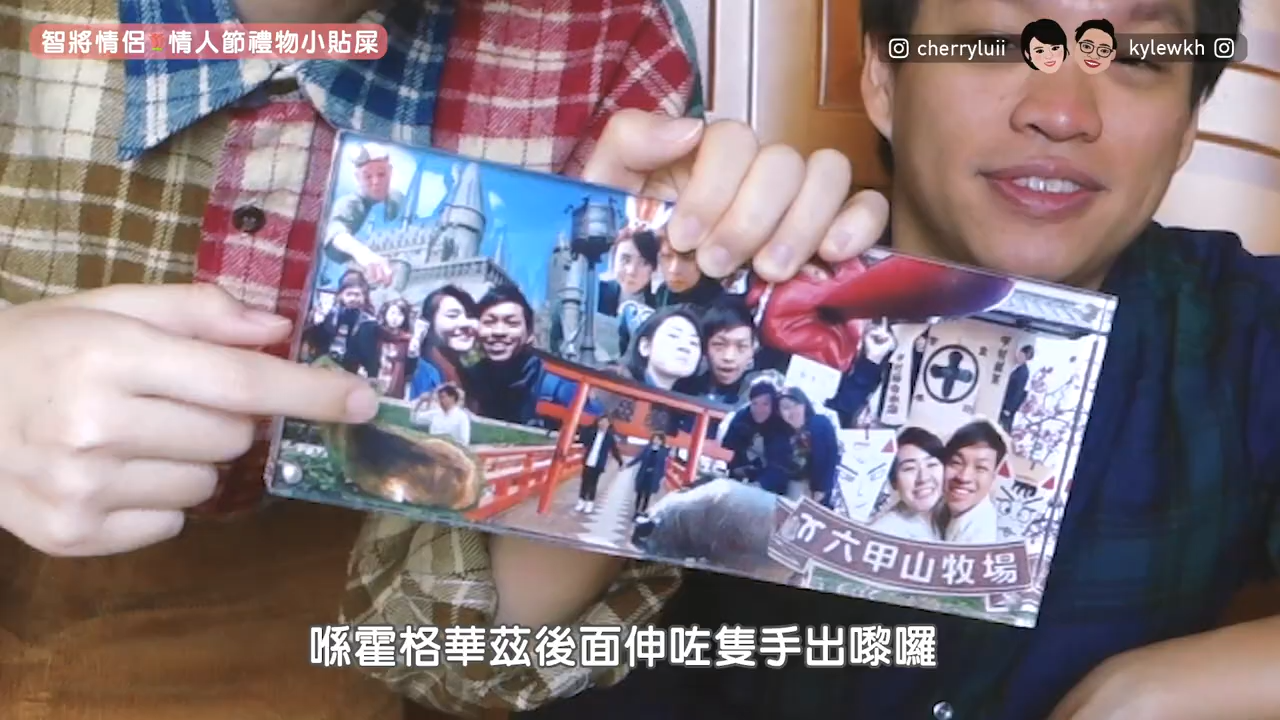 智將情侶🌹情人節禮物小貼屎
cherryluii
kylewkh
六甲山牧場
喺霍格華茲後面伸咗隻手出嚟囉